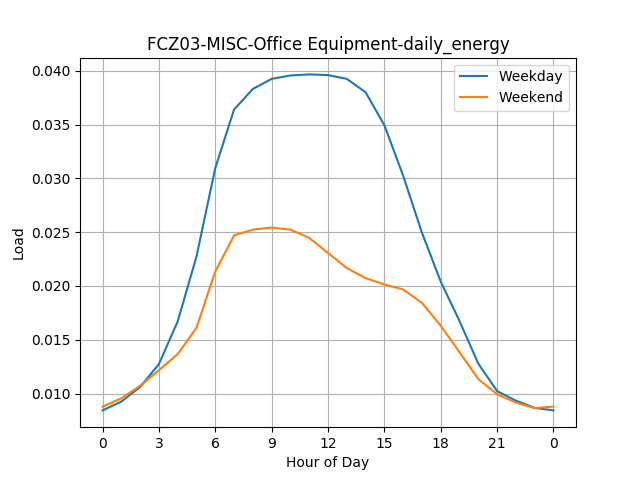 FCZ03-MISC-Office Equipment-daily_energy
Weekday
Weekend
0.040
0.035
0.030
0.025
0.020
0.015
0.010
Load
0 3 6 9 12 15 18 21 0
Hour of Day